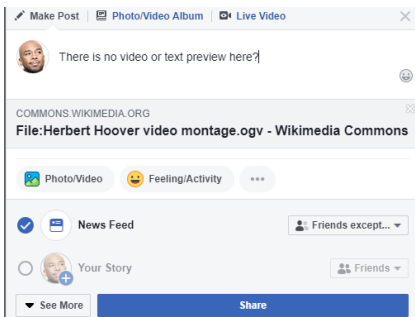 Make Post Photo/Video Album Live Video
There is no video or text preview here?
COMMONS.WIKIMEDIA.ORG
File:Herbert Hoover video montage.ogv - Wikimedia Commons
Photo/Video Feeling/Activity
News Feed Friends except...
Your Story Friends
See More Share